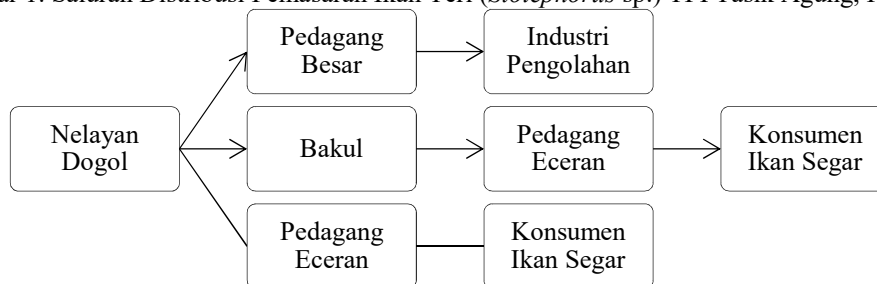 Pedagang
Besar
Industri
Pengolahan
Nelayan
Dogol
Bakul
Pedagang
Eceran
Konsumen
Ikan Segar
Pedagang
Eceran
Konsumen
Ikan Segar